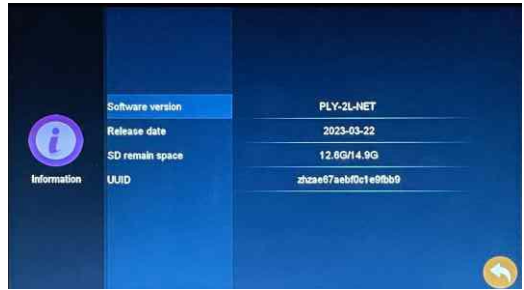 Software version PLY-2L-NET
Release date 2023-03-22
SD remain space 12.6G/14.9G
Information UUID zhzae67aebf0c1e9fbb9